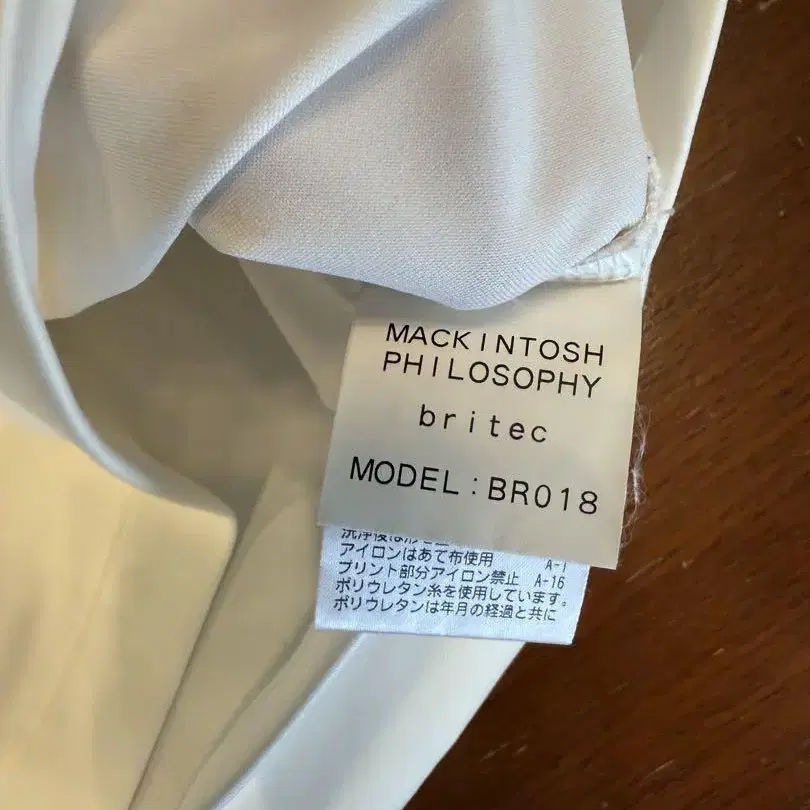 MACKINTOSH
PHILOSOPHY
britec
MODEL:BR018
アイロンはあて布使用 A-1
プリント部分アイロン禁止 A-16
ポリウレタン糸を使用しています。
ポリウレタンは年月の経過と共に